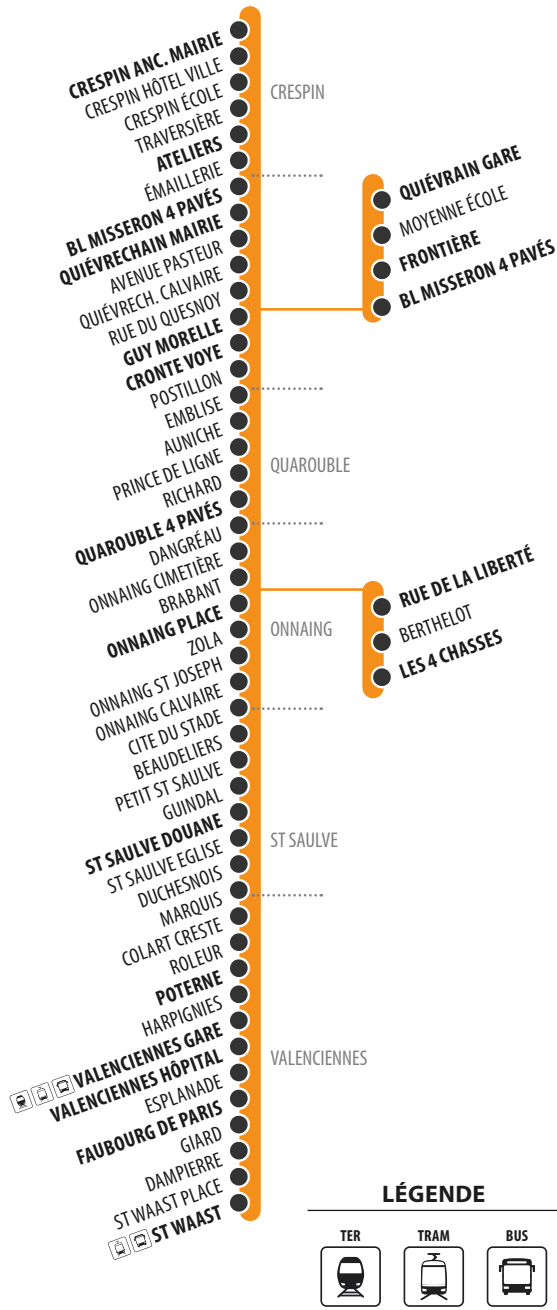 CRESPIN ANC. MAIRIE
CRESPIN HÔTEL VILLE
CRESPIN ÉCOLE
TRAVERSIÈRE
ATELIERS
ÉMAILLERIE
BL MISSERON 4 PAVÉS
QUIÉVRECHAIN MAIRIE
AVENUE PASTEUR
QUIÉVRECH. CALVAIRE
RUE DU QUESNOY
GUY MORELLE
CRONTE VOYE
POSTILLON
EMBLISE
AUNICHE
PRINCE DE LIGNE
RICHARD
QUAROUBLE 4 PAVÉS
DANGRÉAU
ONNAING CIMETIÈRE
BRABANT
ONNAING PLACE
ZOLA
ONNAING ST JOSEPH
ONNAING CALVAIRE
CITE DU STADE
BEAUDELIERS
PETIT ST SAULVE
GUINDAL
ST SAULVE DOUANE
ST SAULVE EGLISE
DUCHESNOIS
MARQUIS
COLART CRESTE
ROLEUR
POTERNE
HARPIGNIES
VALENCIENNES GARE
VALENCIENNES HÔPITAL
ESPLANADE
FAUBOURG DE PARIS
GIARD
DAMPIERRE
ST WAAST PLACE
ST WAAST
CRESPIN
QUAROUBLE
ONNAING
ST SAULVE
VALENCIENNES
QUIÉVRAIN GARE
MOYENNE ÉCOLE
FRONTIÈRE
BL MISSERON 4 PAVÉS
RUE DE LA LIBERTÉ
BERTHELOT
LES 4 CHASSES
LÉGENDE
TER
TRAM
BUS